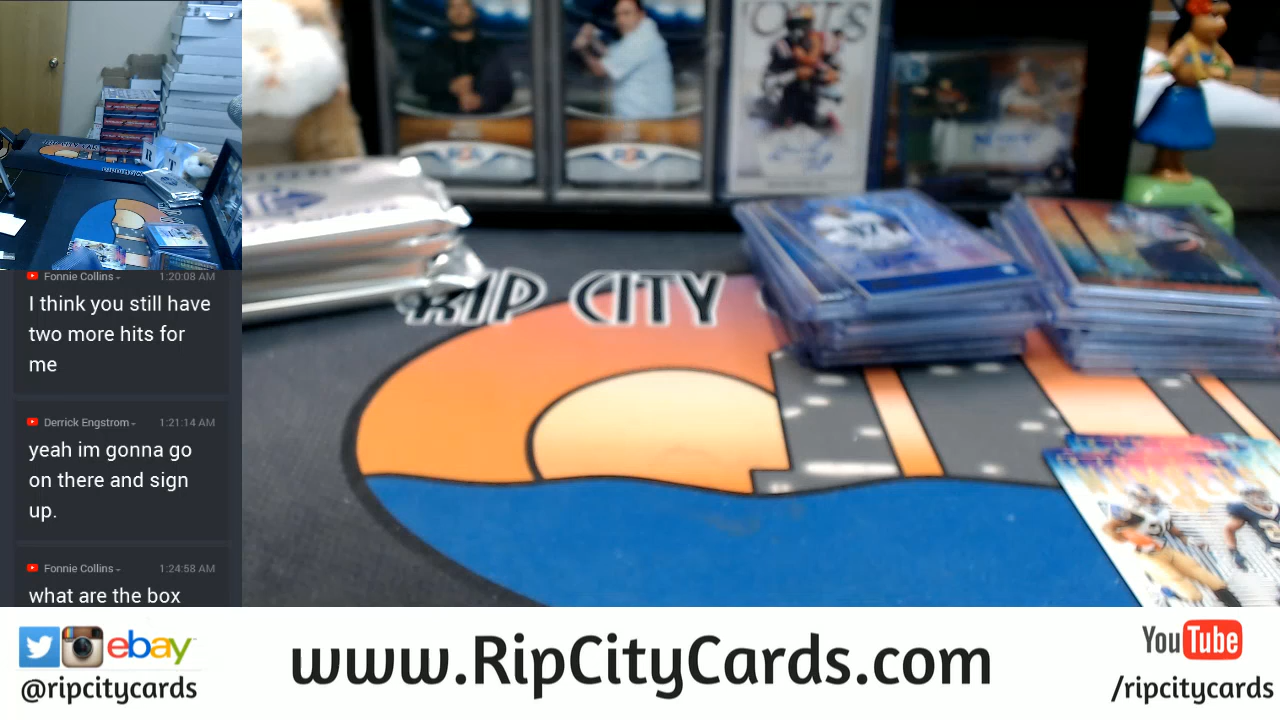 Fonnie Collins 1:20:08 AM
I think you still have
two more hits for
me
Derrick Engstrom 1:21:14 AM
yeah im gonna go
on there and sign
up.
Fonnie Collins 1:24:58 AM
what are the box
RIP CITY
ebay
@ripcitycards
www.RipCityCards.com
YouTube
/ripcitycards